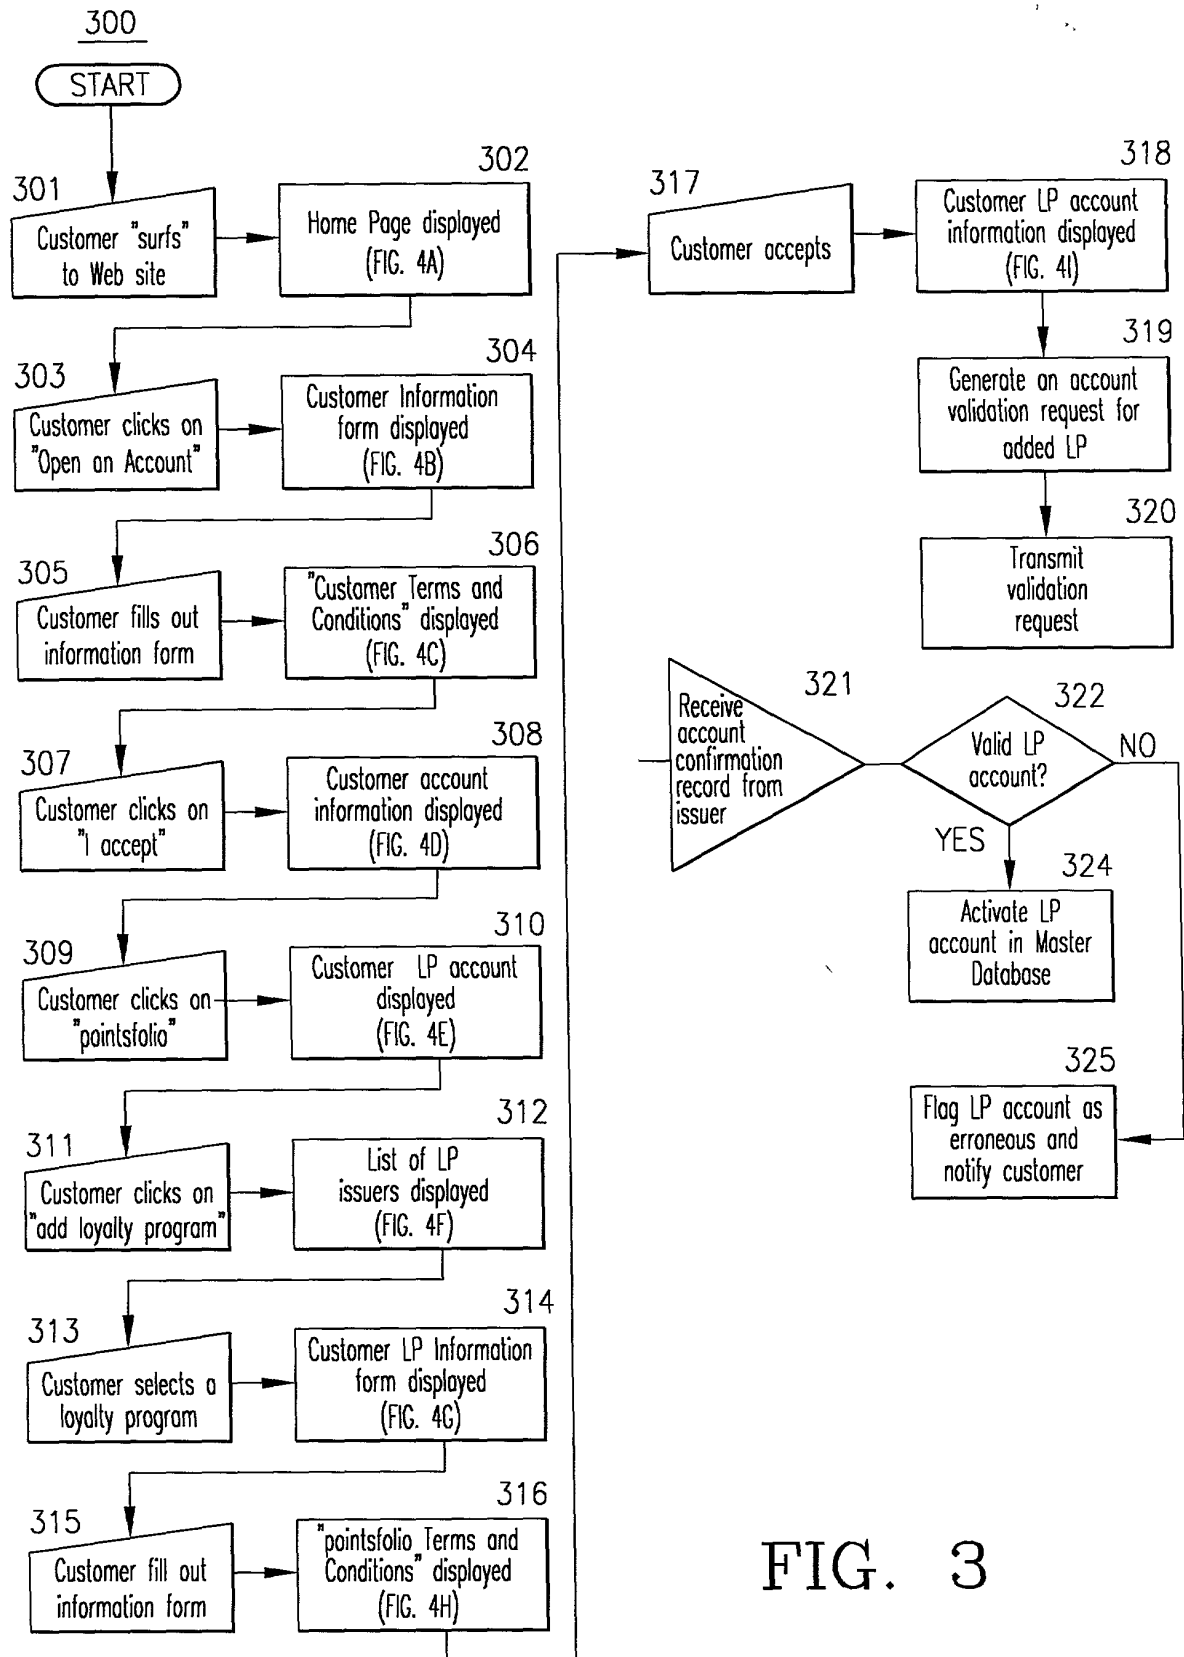 300
START
301
Customer "surfs"
to Web site
302
Home Page displayed
(FIG. 4A)
303
Customer clicks on
"Open an Account"
304
Customer Information
form displayed
(FIG. 4B)
305
Customer fills out
information form
306
"Customer Terms and
Conditions" displayed
(FIG. 4C)
307
Customer clicks on
"I accept"
308
Customer account
information displayed
(FIG. 4D)
309
Customer clicks on
"pointsfolio"
310
Customer LP account
displayed
(FIG. 4E)
311
Customer clicks on
"add loyalty program"
312
List of LP
issuers displayed
(FIG. 4F)
313
Customer selects a
loyalty program
314
Customer LP Information
form displayed
(FIG. 4G)
315
Customer fill out
information form
316
"pointsfolio Terms and
Conditions" displayed
(FIG. 4H)
317
Customer accepts
318
Customer LP account
information displayed
(FIG. 4I)
319
Generate an account
validation request for
added LP
320
Transmit
validation
request
321
Receive
account
confirmation
record from
issuer
322
Valid LP
account?
NO
YES
324
Activate LP
account in Master
Database
325
Flag LP account as
erroneous and
notify customer
FIG. 3